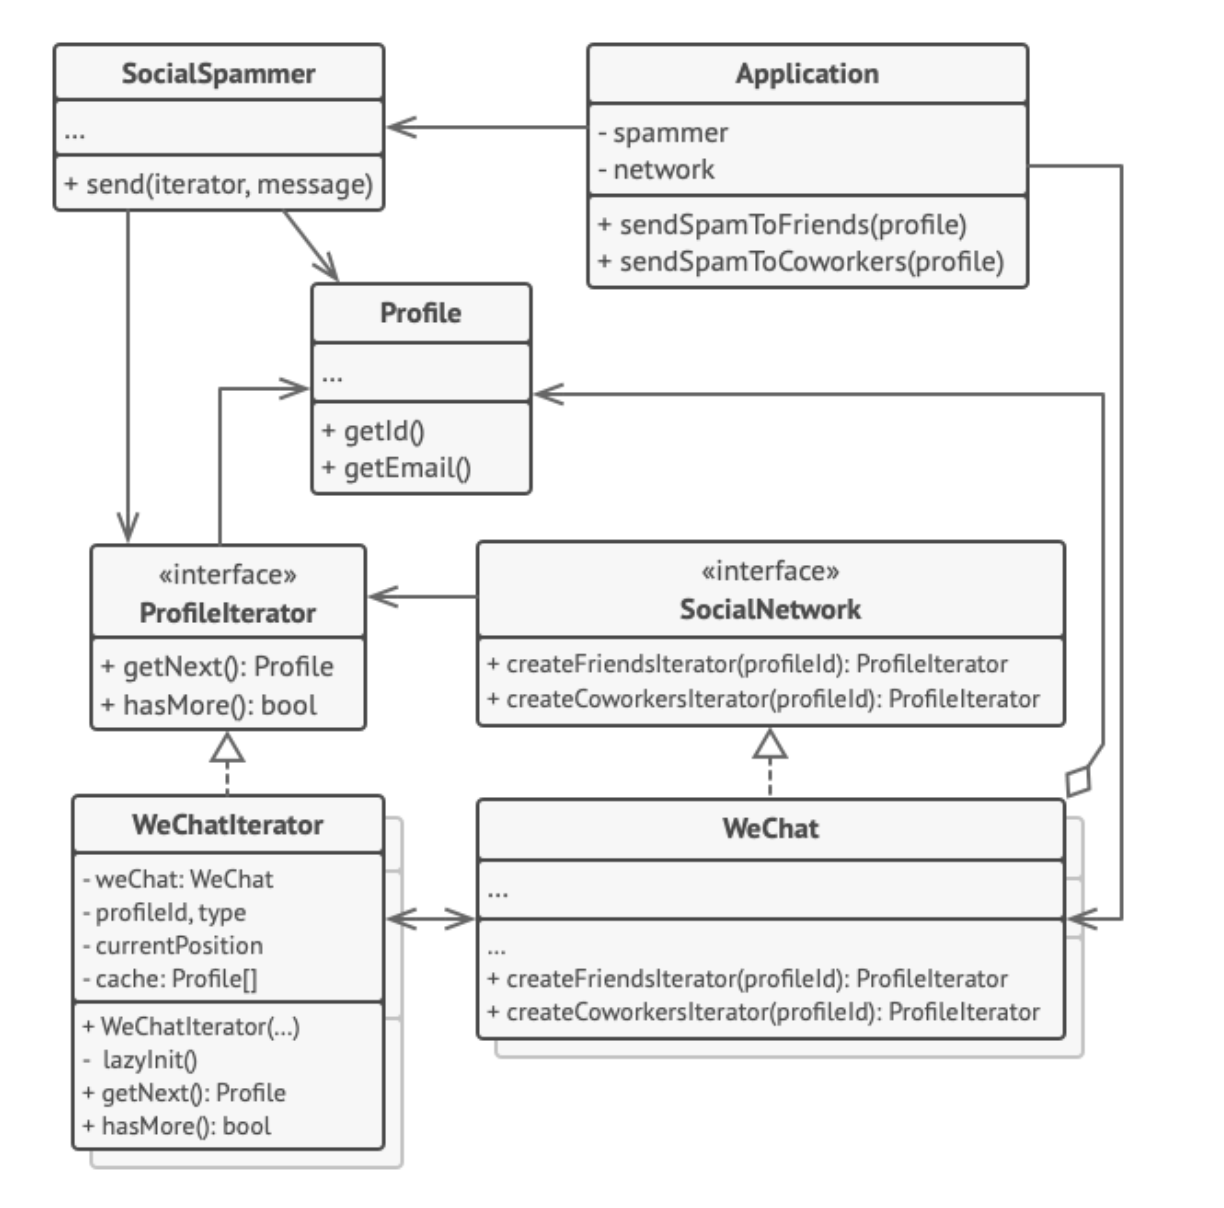 SocialSpammer
...
+ send(iterator, message)
Application
- spammer
- network
+ sendSpamToFriends(profile)
+ sendSpamToCoworkers(profile)
Profile
...
+ getId()
+ getEmail()
«interface»
ProfileIterator
+ getNext(): Profile
+ hasMore(): bool
«interface»
SocialNetwork
+ createFriendsIterator(profileId): ProfileIterator
+ createCoworkersIterator(profileId): ProfileIterator
WeChatIterator
- weChat: WeChat
- profileId, type
- currentPosition
- cache: Profile[]
+ WeChatIterator(...)
- lazyInit()
+ getNext(): Profile
+ hasMore(): bool
WeChat
...
...
+ createFriendsIterator(profileId): ProfileIterator
+ createCoworkersIterator(profileId): ProfileIterator